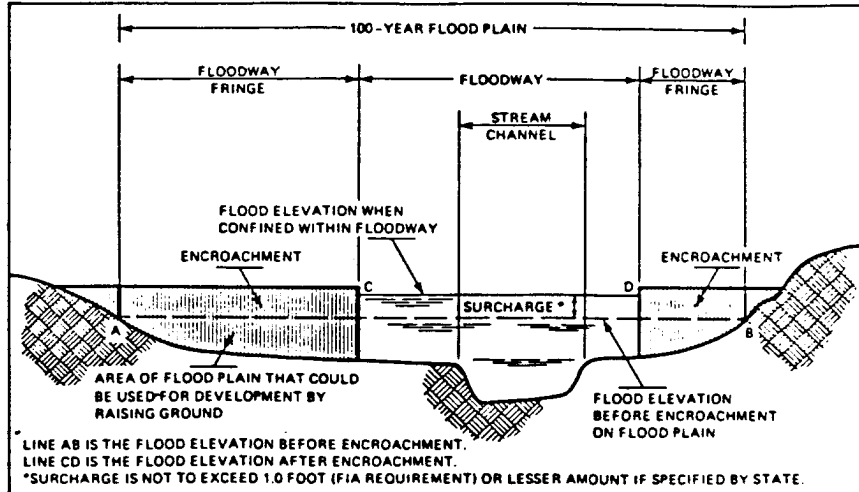 100-YEAR FLOOD PLAIN
FLOODWAY
FRINGE
FLOODWAY
FLOODWAY
FRINGE
STREAM
CHANNEL
FLOOD ELEVATION WHEN
CONFINED WITHIN FLOODWAY
ENCROACHMENT
ENCROACHMENT
C
D
SURCHARGE*
A
B
AREA OF FLOOD PLAIN THAT COULD
BE USED FOR DEVELOPMENT BY
RAISING GROUND
FLOOD ELEVATION
BEFORE ENCROACHMENT
ON FLOOD PLAIN
LINE AB IS THE FLOOD ELEVATION BEFORE ENCROACHMENT.
LINE CD IS THE FLOOD ELEVATION AFTER ENCROACHMENT.
*SURCHARGE IS NOT TO EXCEED 1.0 FOOT (FIA REQUIREMENT) OR LESSER AMOUNT IF SPECIFIED BY STATE.